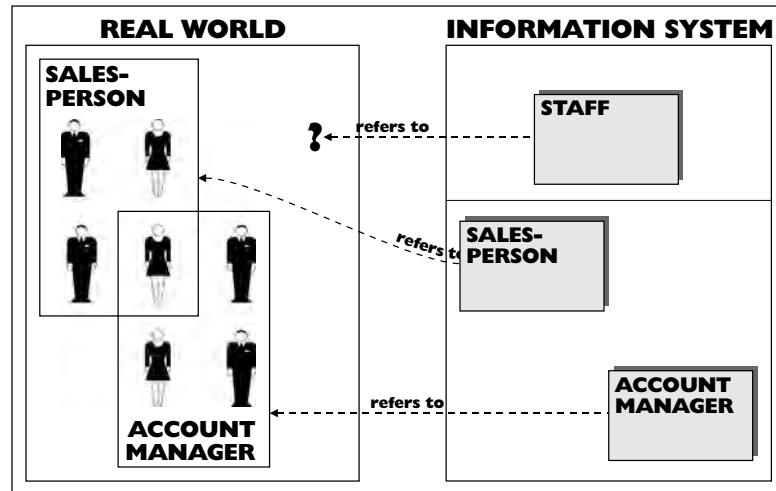 REAL WORLD
SALES-
PERSON
ACCOUNT
MANAGER
?
INFORMATION SYSTEM
refers to
STAFF
refers to
SALES-
PERSON
refers to
ACCOUNT
MANAGER